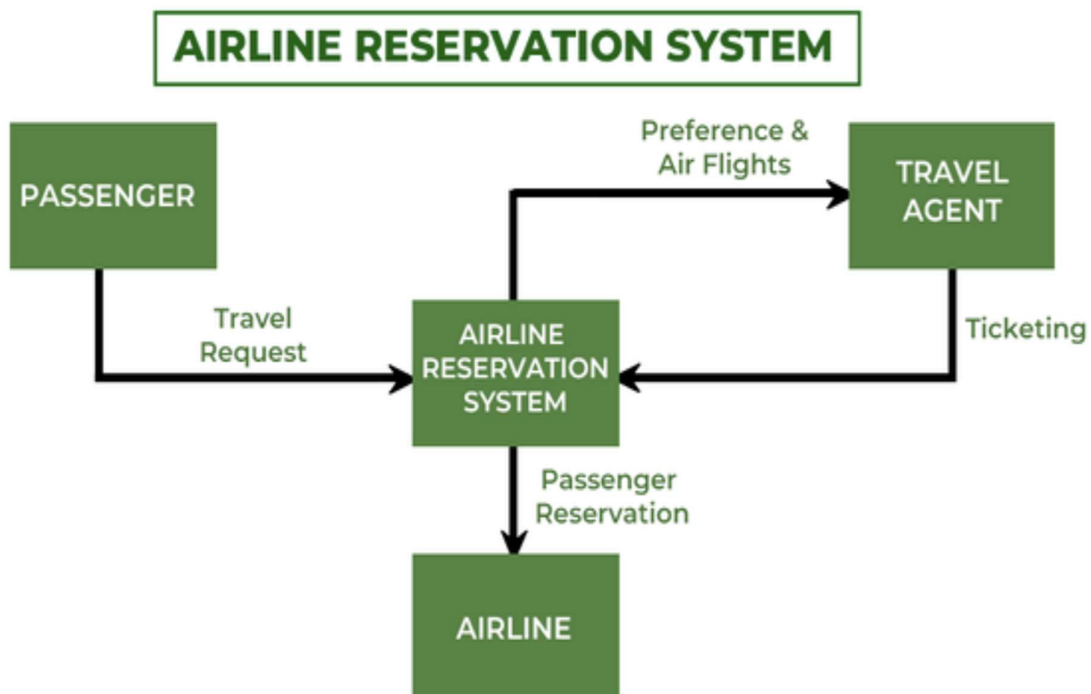 AIRLINE RESERVATION SYSTEM
PASSENGER
Preference &
Air Flights
TRAVEL
AGENT
Travel
Request
AIRLINE
RESERVATION
SYSTEM
Ticketing
Passenger
Reservation
AIRLINE